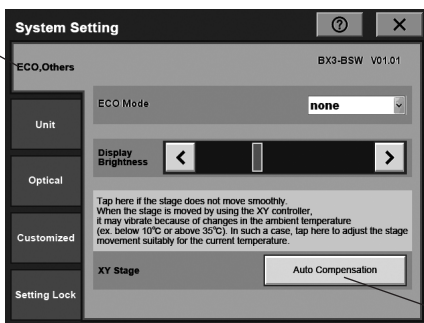 System Setting
?
X
ECO,Others
BX3-BSW V01.01
ECO Mode
none
Unit
Display
Brightness
Optical
Tap here if the stage does not move smoothly.
When the stage is moved by using the XY controller,
it may vibrate because of changes in the ambient temperature
(ex. below 10°C or above 35°C). In such a case, tap here to adjust the stage
movement suitably for the current temperature.
Customized
XY Stage
Auto Compensation
Setting Lock